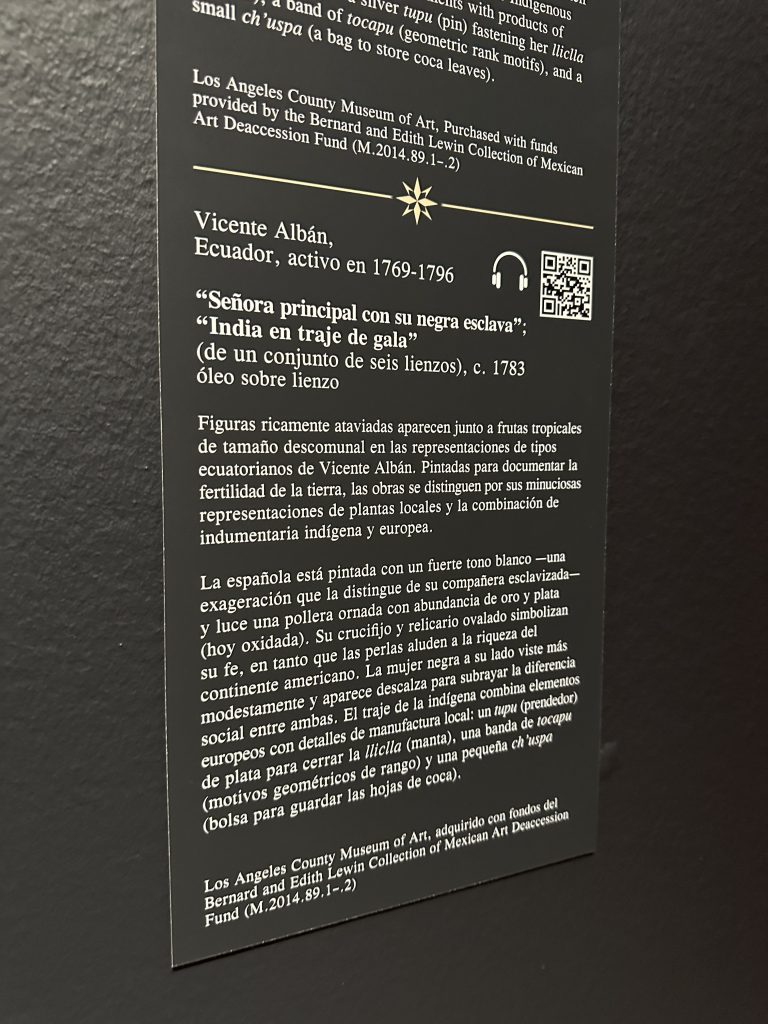 indigenous
with products of
a silver tupu (pin) fastening her lliclla
a band of tocapu (geometric rank motifs), and a
small ch’uspa (a bag to store coca leaves).
Los Angeles County Museum of Art, Purchased with funds
provided by the Bernard and Edith Lewin Collection of Mexican
Art Deaccession Fund (M.2014.89.1–.2)
Vicente Albán,
Ecuador, activo en 1769-1796
“Señora principal con su negra esclava”;
“India en traje de gala”
(de un conjunto de seis lienzos), c. 1783
óleo sobre lienzo
Figuras ricamente ataviadas aparecen junto a frutas tropicales
de tamaño descomunal en las representaciones de tipos
ecuatorianos de Vicente Albán. Pintadas para documentar la
fertilidad de la tierra, las obras se distinguen por sus minuciosas
representaciones de plantas locales y la combinación de
indumentaria indígena y europea.
La española está pintada con un fuerte tono blanco —una
exageración que la distingue de su compañera esclavizada—
y luce una pollera ornada con abundancia de oro y plata
(hoy oxidada). Su crucifijo y relicario ovalado simbolizan
su fe, en tanto que las perlas aluden a la riqueza del
continente americano. La mujer negra a su lado viste más
modestamente y aparece descalza para subrayar la diferencia
social entre ambas. El traje de la indígena combina elementos
europeos con detalles de manufactura local: un tupu (prendedor)
de plata para cerrar la lliclla (manta), una banda de tocapu
(motivos geométricos de rango) y una pequeña ch’uspa
(bolsa para guardar las hojas de coca).
Los Angeles County Museum of Art, adquirido con fondos del
Bernard and Edith Lewin Collection of Mexican Art Deaccession
Fund (M.2014.89.1–.2)